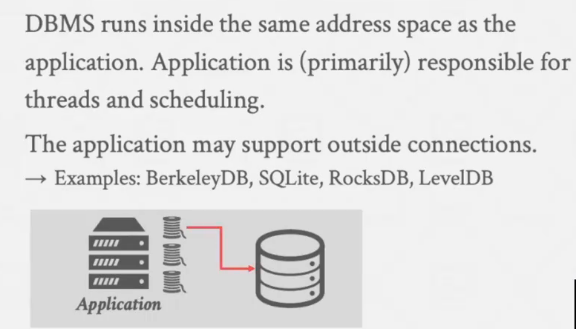 DBMS runs inside the same address space as the
application. Application is (primarily) responsible for
threads and scheduling.
The application may support outside connections.
→ Examples: BerkeleyDB, SQLite, RocksDB, LevelDB
Application